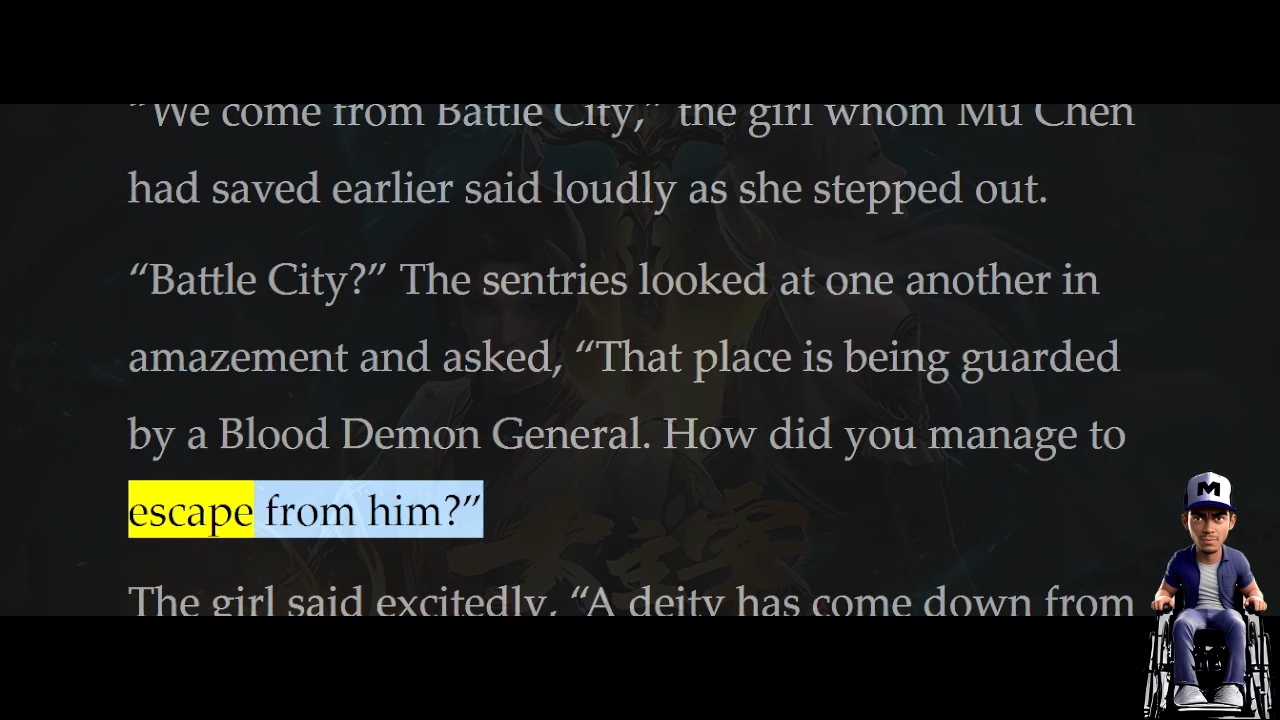 “We come from Battle City,” the girl whom Mu Chen
had saved earlier said loudly as she stepped out.
“Battle City?” The sentries looked at one another in
amazement and asked, “That place is being guarded
by a Blood Demon General. How did you manage to
escape from him?”
The girl said excitedly, “A deity has come down from
M